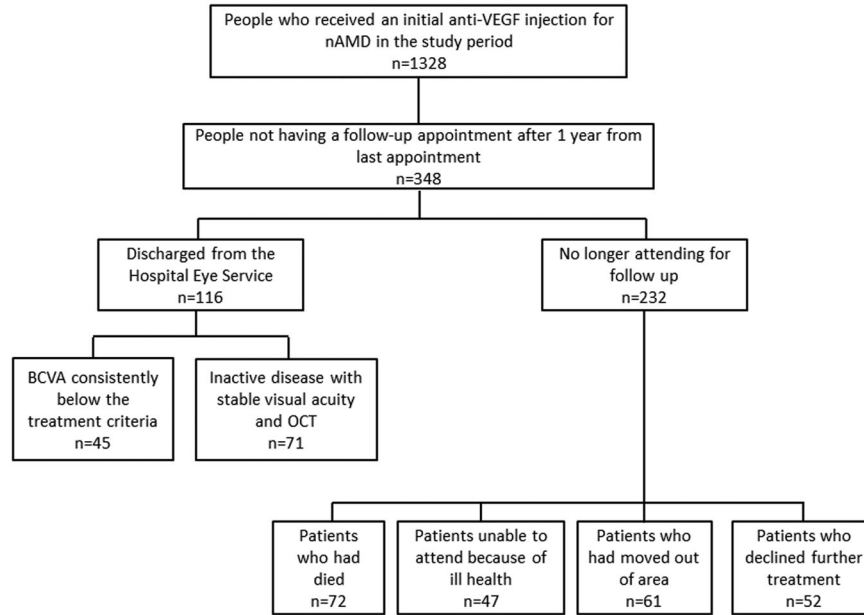 People who received an initial anti-VEGF injection for
nAMD in the study period
n=1328
People not having a follow-up appointment after 1 year from
last appointment
n=348
Discharged from the
Hospital Eye Service
n=116
No longer attending for
follow up
n=232
BCVA consistently
below the
treatment criteria
n=45
Inactive disease with
stable visual acuity
and OCT
n=71
Patients
who had
died
n=72
Patients unable to
attend because of
ill health
n=47
Patients who
had moved out
of area
n=61
Patients who
declined further
treatment
n=52